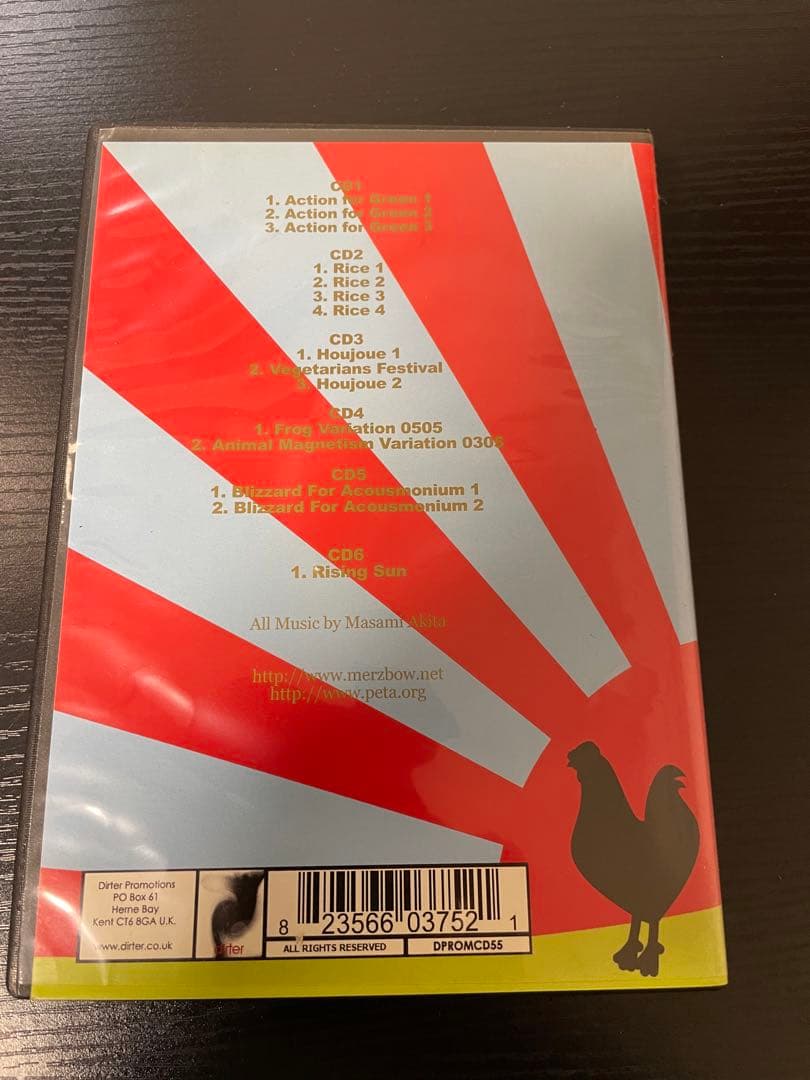 CD1
1. Action for Green 1
2. Action for Green 2
3. Action for Green 3
CD2
1. Rice 1
2. Rice 2
3. Rice 3
4. Rice 4
CD3
1. Houjoue 1
2. Vegetarians Festival
3. Houjoue 2
CD4
1. Frog Variation 0505
2. Animal Magnetism Variation 0305
CD5
1. Blizzard For Acousmonium 1
2. Blizzard For Acousmonium 2
CD6
1. Rising Sun
All Music by Masami Akita
http://www.merzbow.net
http://www.peta.org
Dirter Promotions
PO Box 61
Herne Bay
Kent CT6 8GA U.K.
www.dirter.co.uk
dirter
8 23566 03752 1
ALL RIGHTS RESERVED
DPROMCD55